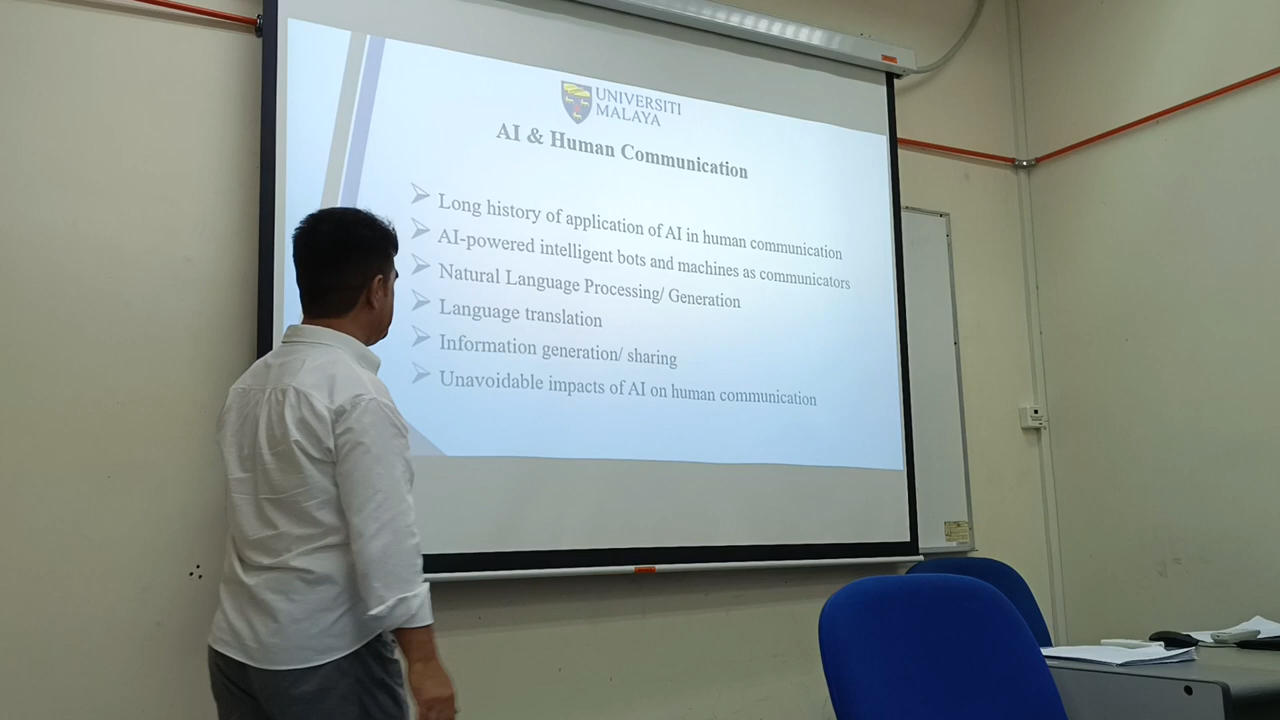 UNIVERSITI
MALAYA
AI & Human Communication
Long history of application of AI in human communication
AI-powered intelligent bots and machines as communicators
Natural Language Processing/ Generation
Language translation
Information generation/ sharing
Unavoidable impacts of AI on human communication